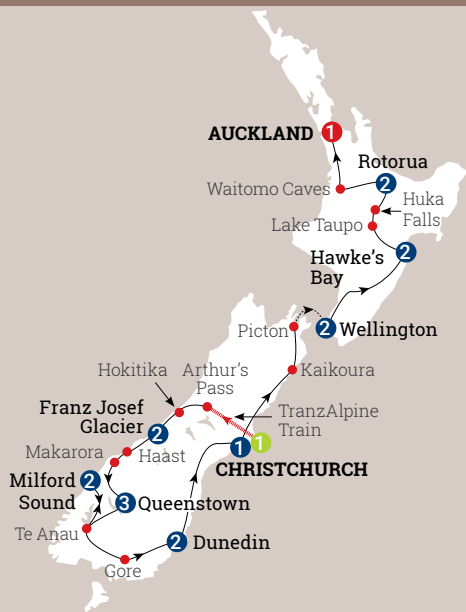 AUCKLAND 1
Rotorua
2
Waitomo Caves
Huka
Falls
Lake Taupo
Hawke's
Bay
2
Picton
2 Wellington
Hokitika
Arthur's
Pass
Kaikoura
Franz Josef
Glacier
2
TranzAlpine
Train
Makarora
Haast
1
1
CHRISTCHURCH
Milford
Sound
2
3 Queenstown
Te Anau
2 Dunedin
Gore